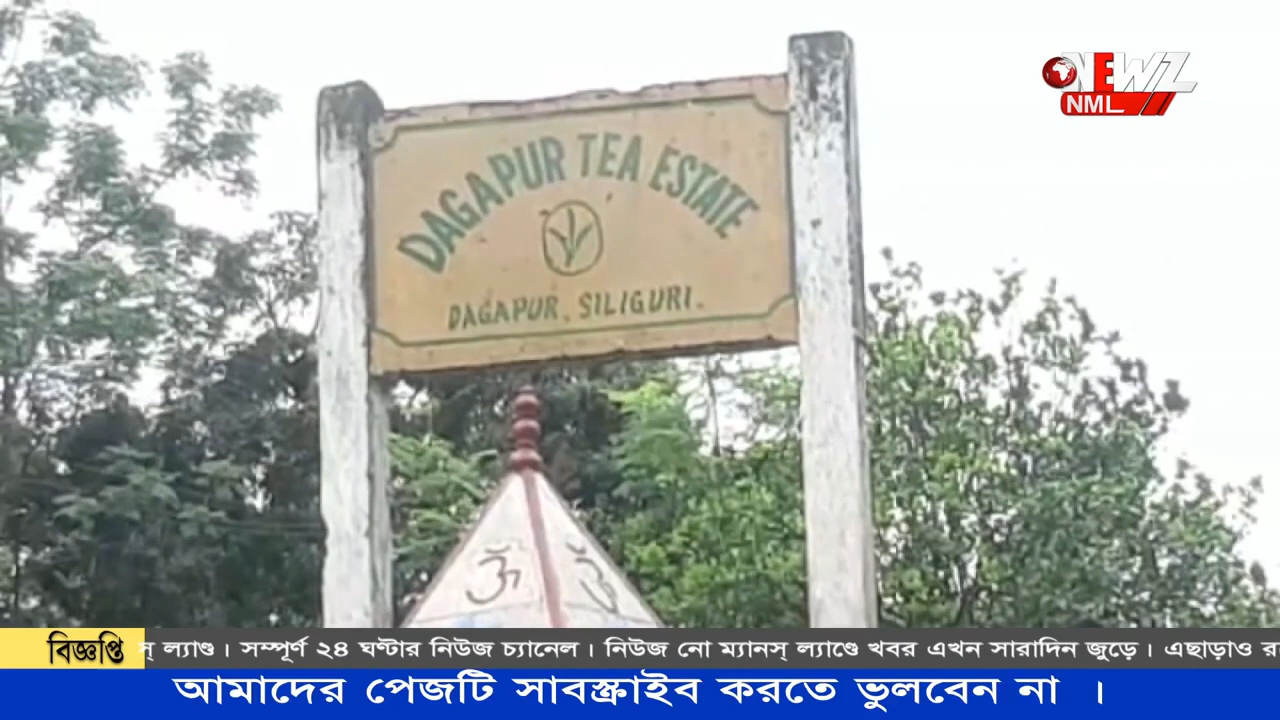 NEWZ
NML
DAGAPUR TEA ESTATE
DAGAPUR, SILIGURI.
ॐ ॐ
বিজ্ঞপ্তি
স্ ল্যাণ্ড। সম্পূর্ণ ২৪ ঘণ্টার নিউজ চ্যানেল। নিউজ নো ম্যানস্ ল্যাণ্ডে খবর এখন সারাদিন জুড়ে। এছাড়াও
আমাদের পেজটি সাবস্ক্রাইব করতে ভুলবেন না ।